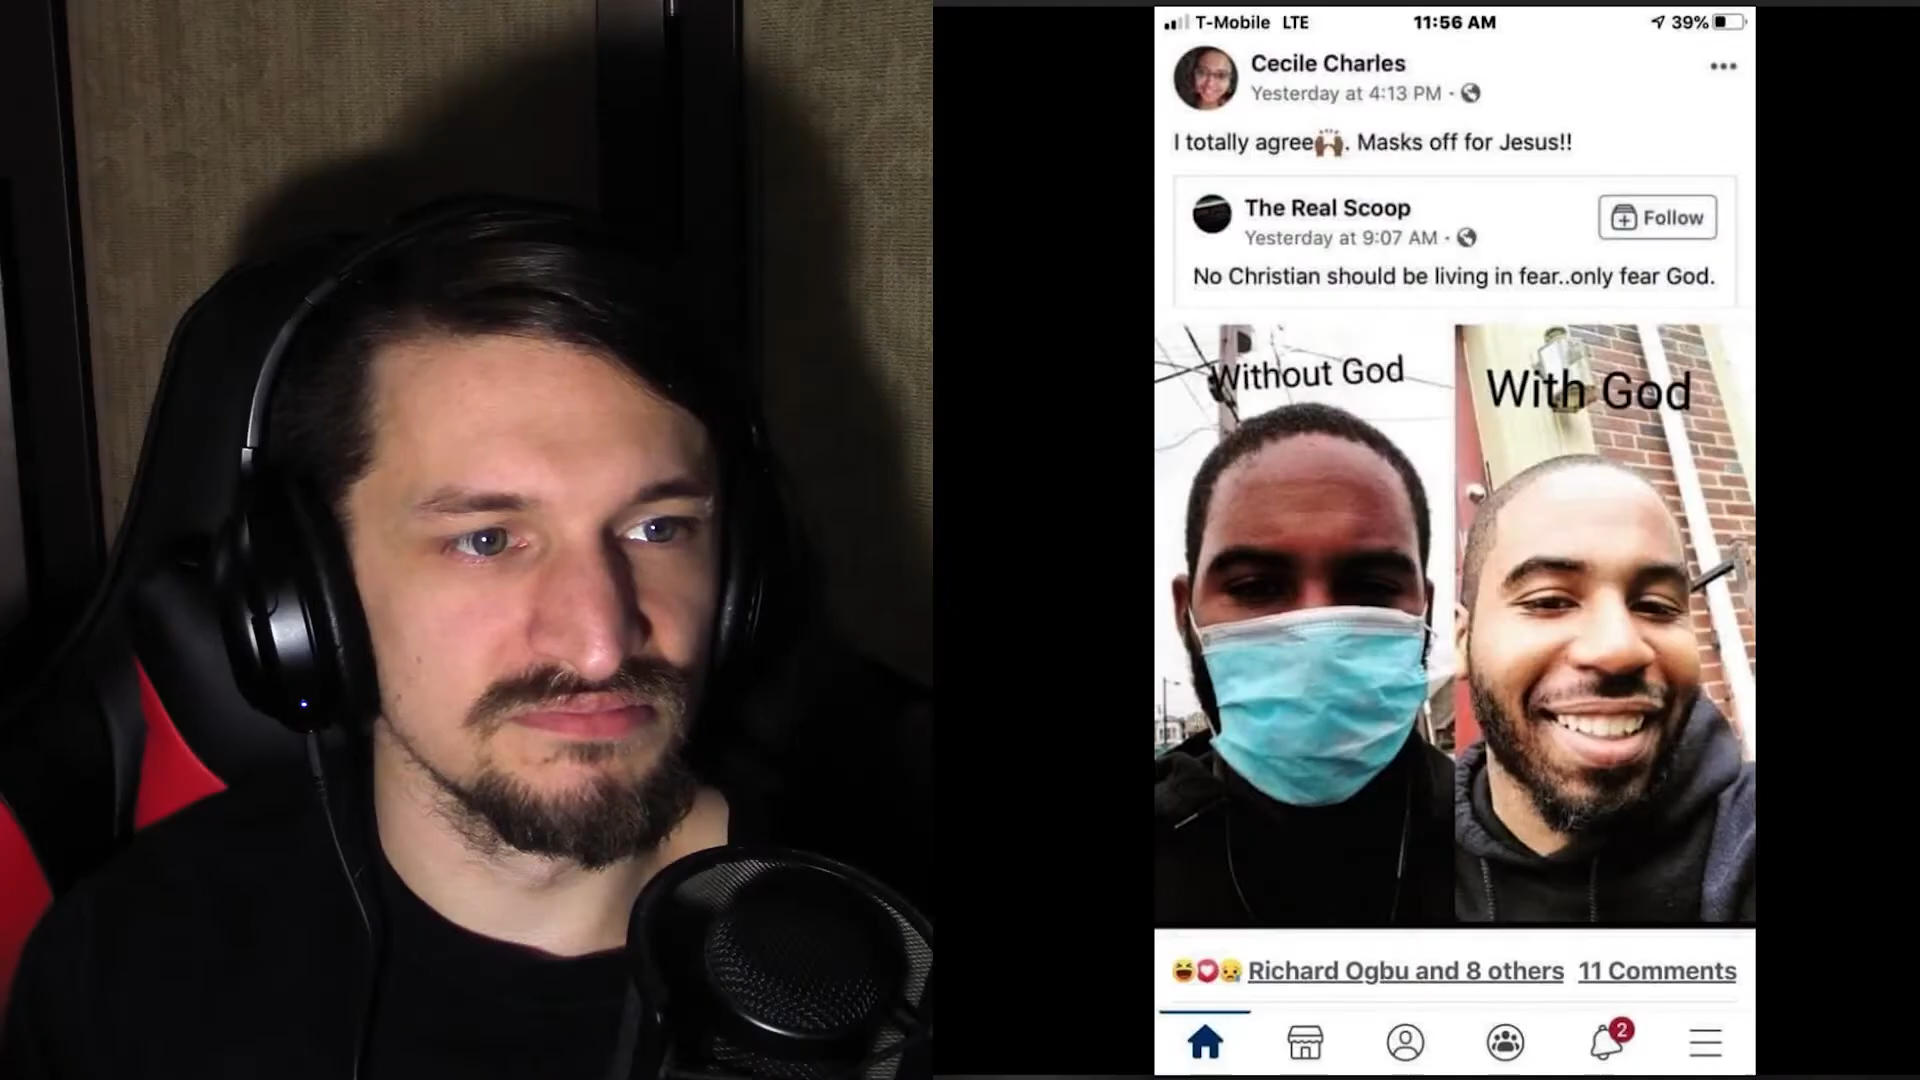 T-Mobile LTE 11:56 AM 39%
Cecile Charles
Yesterday at 4:13 PM ·
I totally agree🙌🏾. Masks off for Jesus!!
The Real Scoop
Follow
Yesterday at 9:07 AM ·
No Christian should be living in fear..only fear God.
Without God
With God
Richard Ogbu and 8 others 11 Comments
2